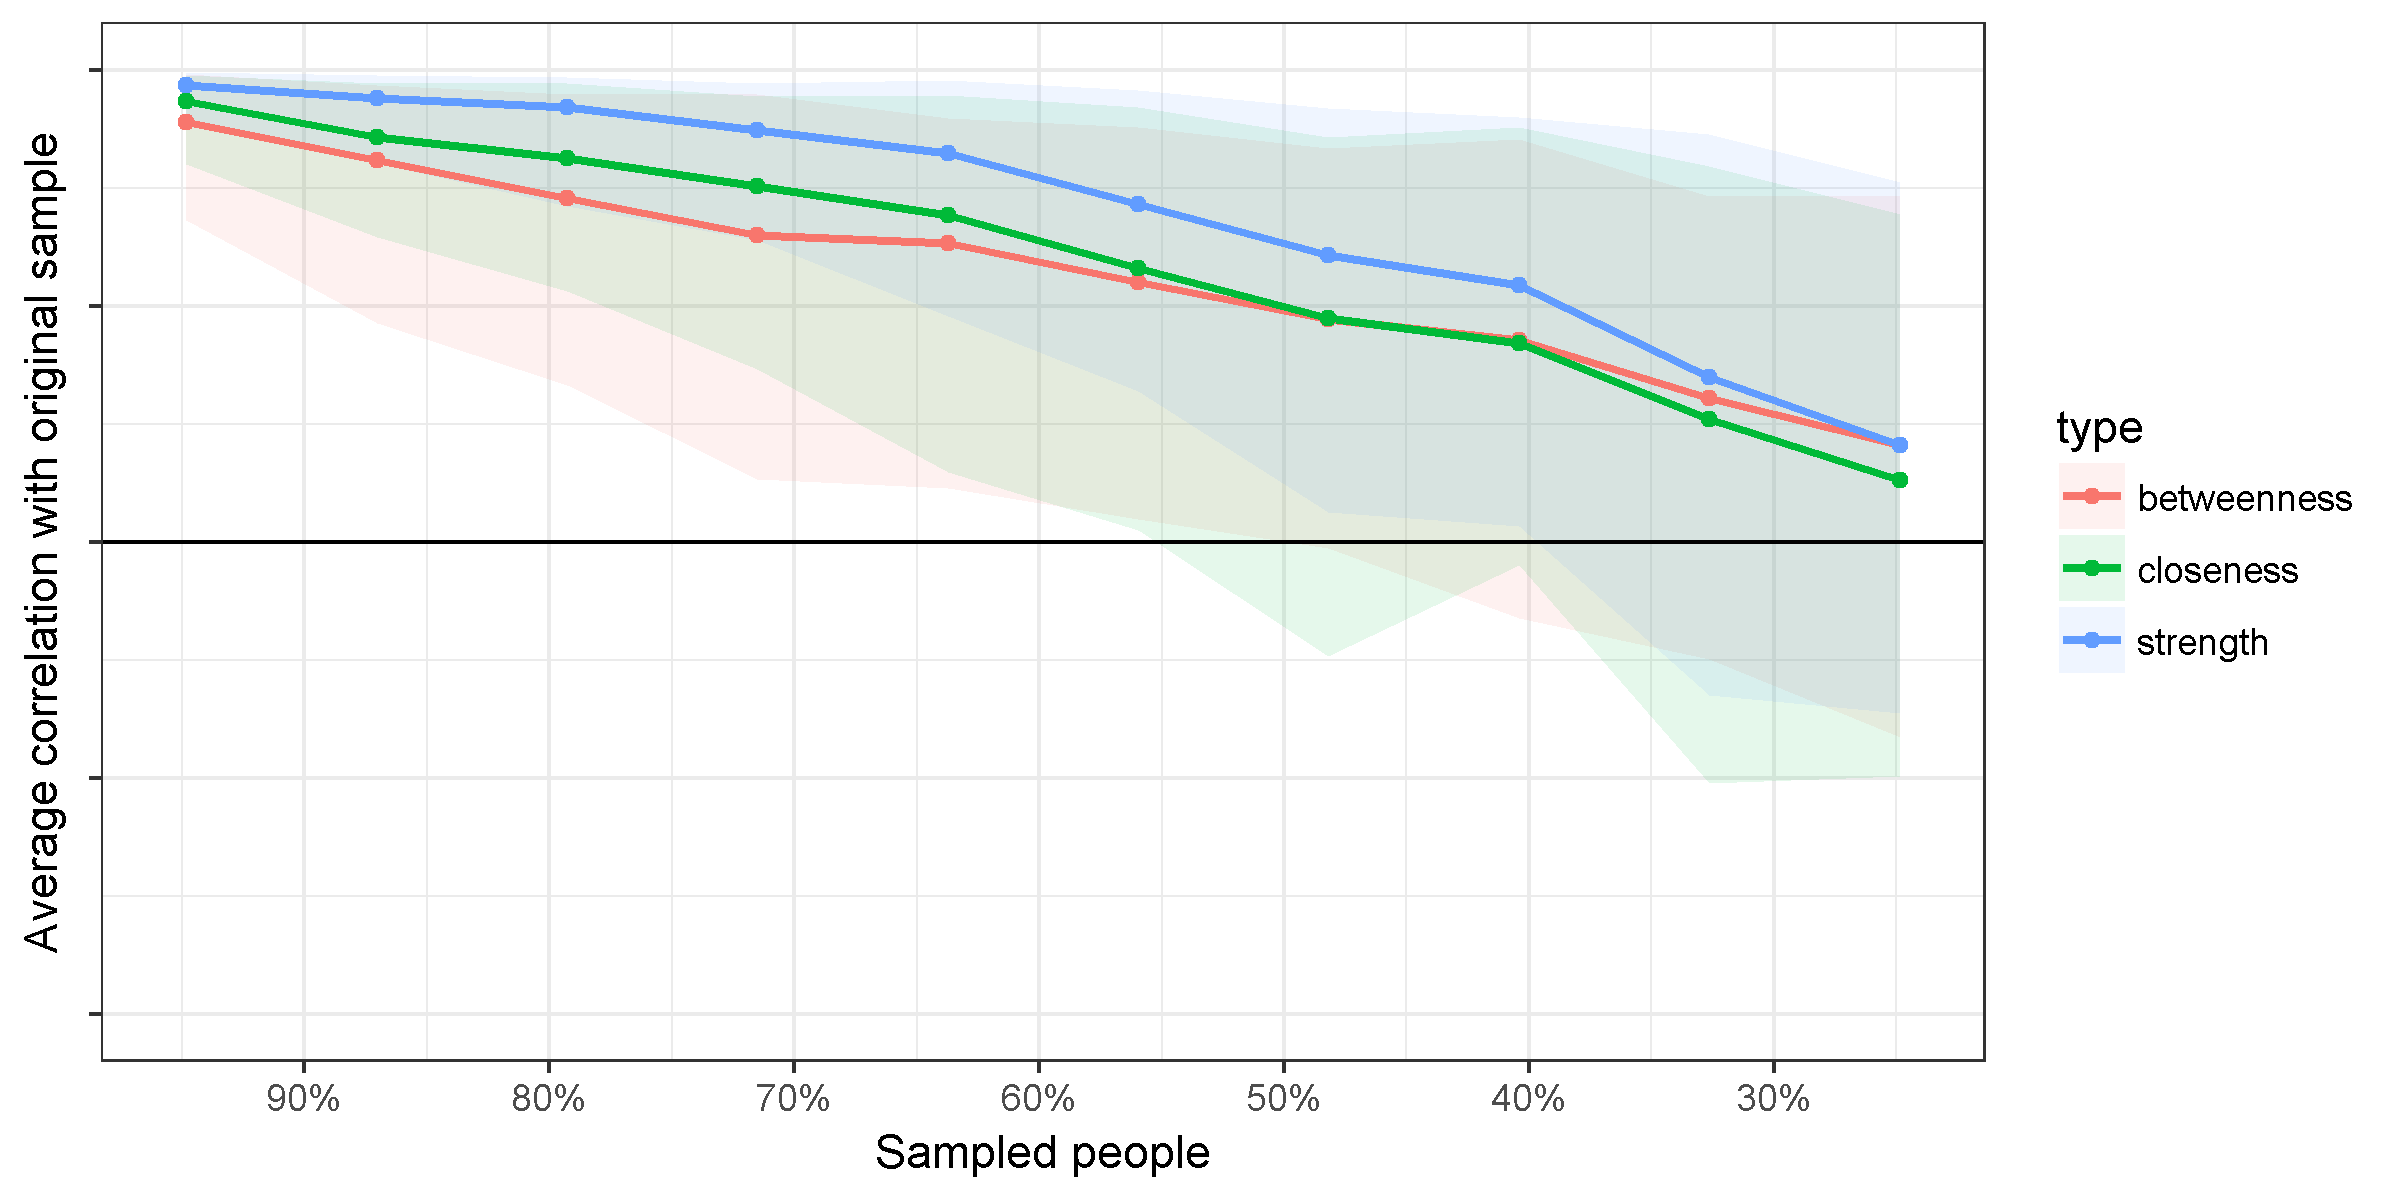 Average correlation with original sample
90% 80% 70% 60% 50% 40% 30%
Sampled people
type
betweenness
closeness
strength